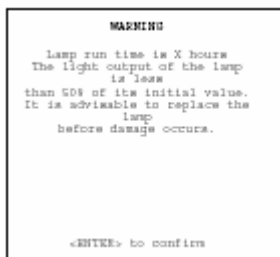 WARNING
Lamp run time is X hours
The light output of the lamp
is less
than 50% of its initial value.
It is advisable to replace the
lamp
before damage occurs.
<ENTER> to confirm